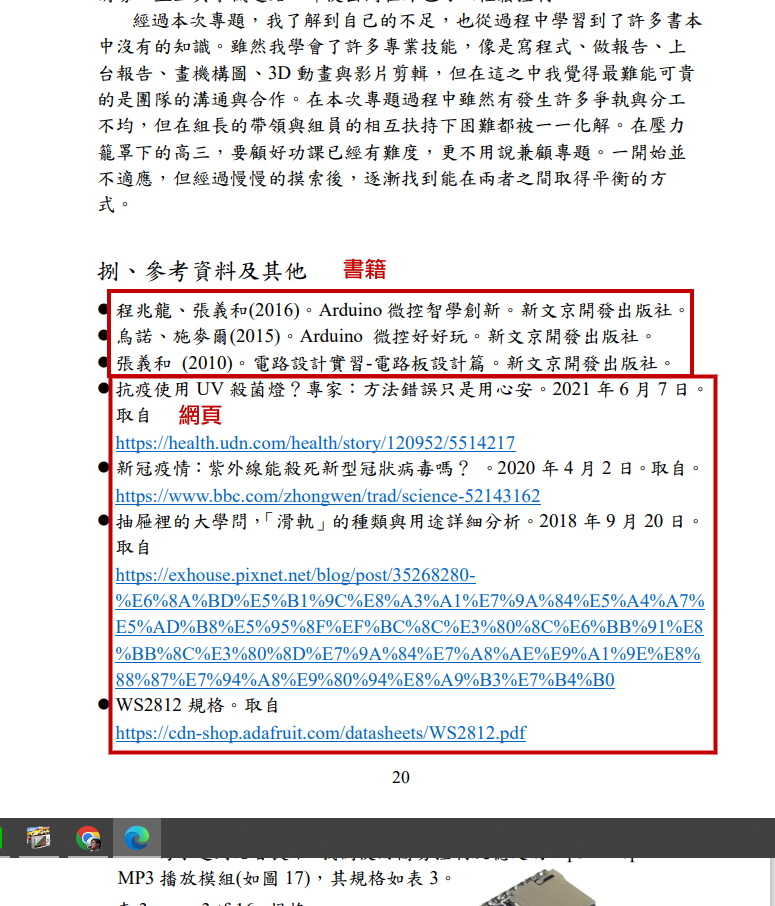 經過本次專題，我了解到自己的不足，也從過程中學習到了許多書本
中沒有的知識。雖然我學會了許多專業技能，像是寫程式、做報告、上
台報告、畫機構圖、3D 動畫與影片剪輯，但在這之中我覺得最難能可貴
的是團隊的溝通與合作。在本次專題過程中雖然有發生許多爭執與分工
不均，但在組長的帶領與組員的相互扶持下困難都被一一化解。在壓力
籠罩下的高三，要顧好功課已經有難度，更不用說兼顧專題。一開始並
不適應，但經過慢慢的摸索後，逐漸找到能在兩者之間取得平衡的方
式。
捌、參考資料及其他 書籍
●程兆龍、張義和(2016)。Arduino 微控智學創新。新文京開發出版社。
●烏諾、施麥爾(2015)。Arduino 微控好好玩。新文京開發出版社。
●張義和 (2010)。電路設計實習-電路板設計篇。新文京開發出版社。
●抗疫使用 UV 殺菌燈？專家：方法錯誤只是用心安。2021 年 6 月 7 日。
取自 網頁
https://health.udn.com/health/story/120952/5514217
●新冠疫情：紫外線能殺死新型冠狀病毒嗎？ 。2020 年 4 月 2 日。取自。
https://www.bbc.com/zhongwen/trad/science-52143162
●抽屜裡的大學問，「滑軌」的種類與用途詳細分析。2018 年 9 月 20 日。
取自
https://exhouse.pixnet.net/blog/post/35268280-
%E6%8A%BD%E5%B1%9C%E8%A3%A1%E7%9A%84%E5%A4%A7%
E5%AD%B8%E5%95%8F%EF%BC%8C%E3%80%8C%E6%BB%91%E8
%BB%8C%E3%80%8D%E7%9A%84%E7%A8%AE%E9%A1%9E%E8%
88%87%E7%94%A8%E9%80%94%E8%A9%B3%E7%B4%B0
●WS2812 規格。取自
https://cdn-shop.adafruit.com/datasheets/WS2812.pdf
20
MP3 播放模組(如圖 17)，其規格如表 3。